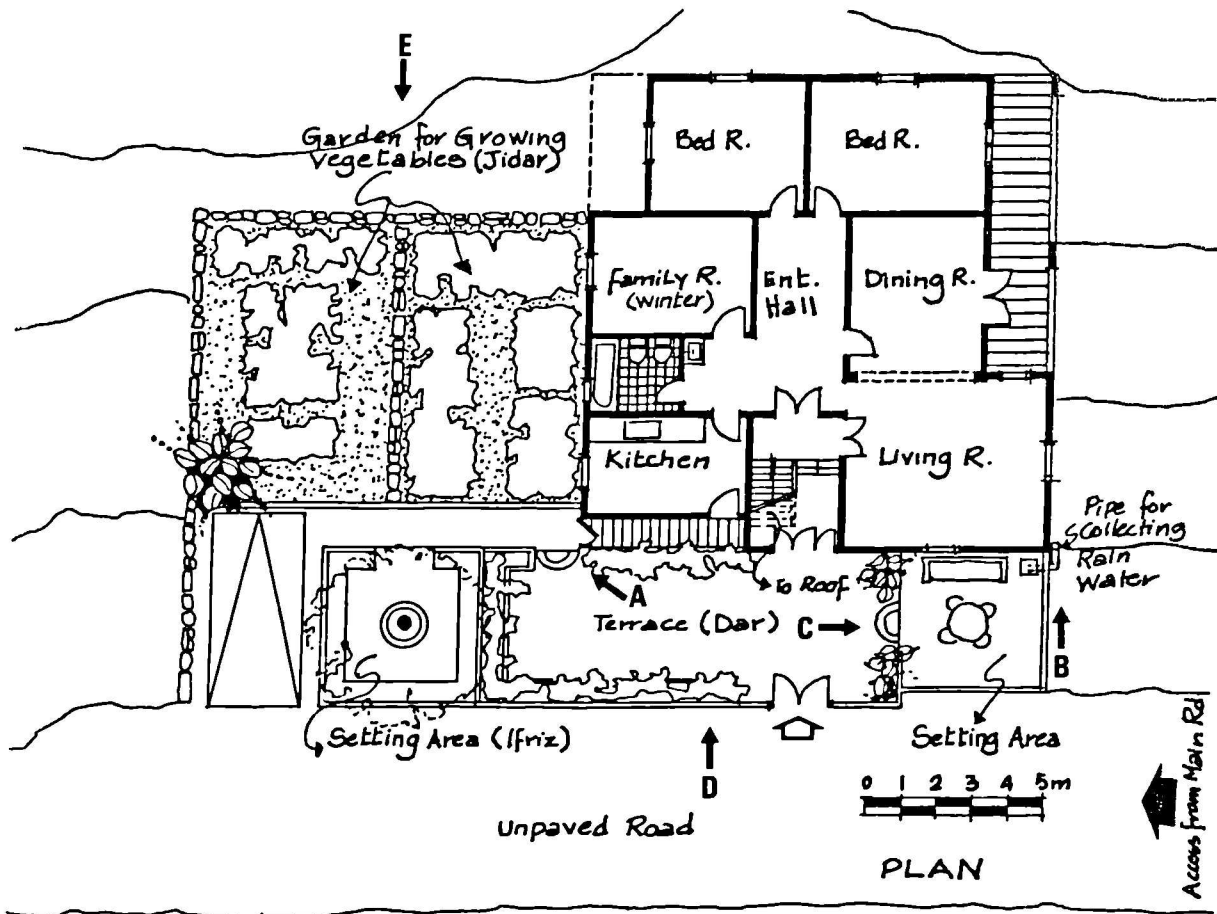 E
Garden for Growing
Vegetables (Jidar)
Bed R.
Bed R.
Family R.
(Winter)
Ent.
Hall
Dining R.
Kitchen
Living R.
Pipe for
Collecting
Rain
Water
A
To Roof
Terrace (Dar)
C
B
Setting Area (Ifriz)
Setting Area
D
0 1 2 3 4 5m
Unpaved Road
PLAN
Access from Main Rd